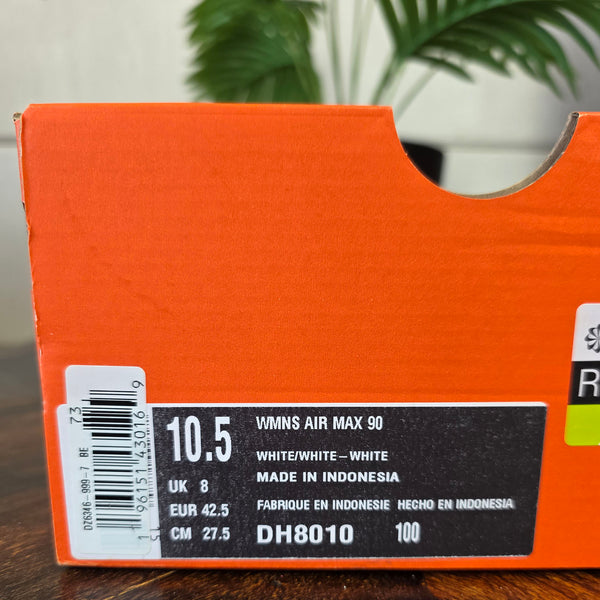 10.5
UK 8
EUR 42.5
CM 27.5
WMNS AIR MAX 90
WHITE/WHITE-WHITE
MADE IN INDONESIA
FABRIQUE EN INDONESIE HECHO EN INDONESIA
DH8010 100
73
1 96151 43016 9
DZ6346-999-7 BE
R